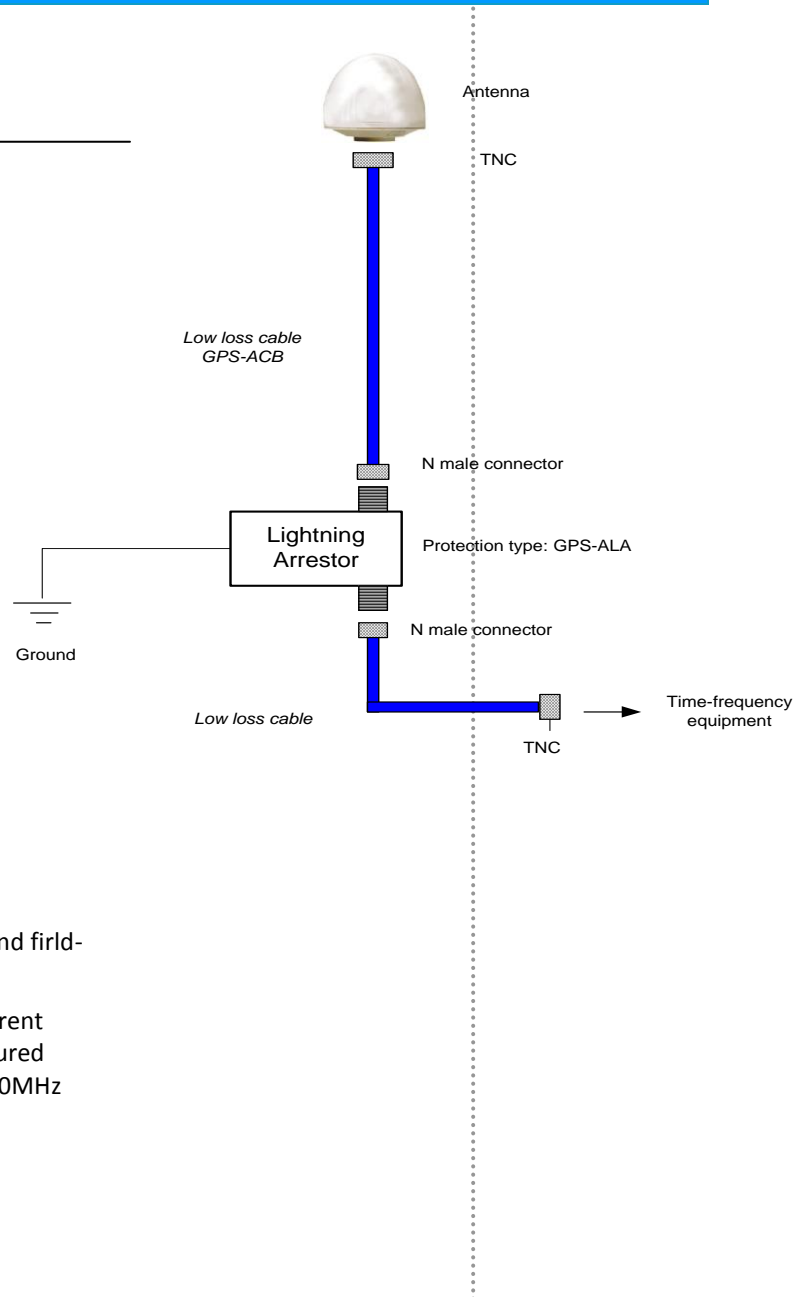 Antenna
TNC
Low loss cable
GPS-ACB
N male connector
Lightning
Arrestor
Protection type: GPS-ALA
Ground
N male connector
Low loss cable
Time-frequency
equipment
TNC
nd firld-
rent
ured
0MHz